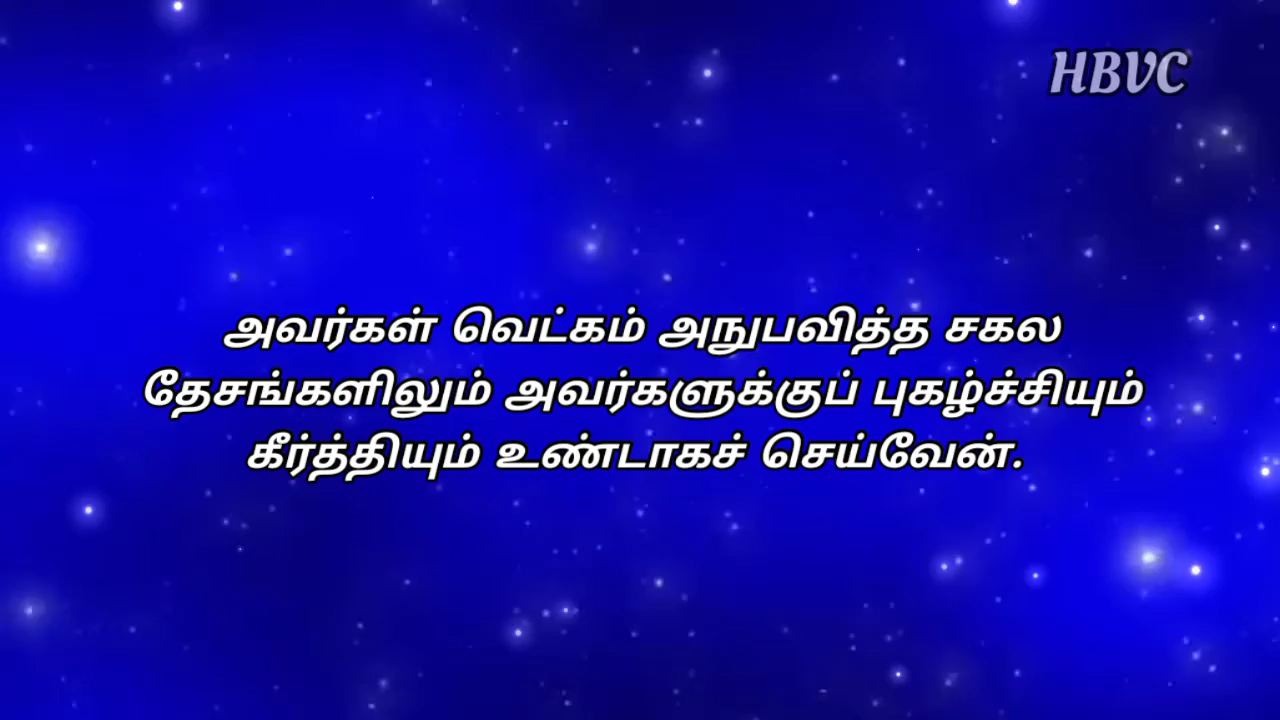 HBVC
அவர்கள் வெட்கம் அநுபவித்த சகல
தேசங்களிலும் அவர்களுக்குப் புகழ்ச்சியும்
கீர்த்தியும் உண்டாகச் செய்வேன்.